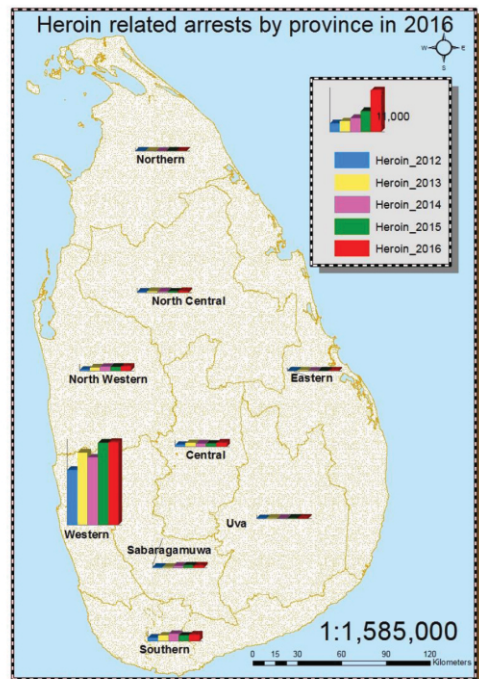 Heroin related arrests by province in 2016
N
W E
S
11,000
Heroin_2012
Heroin_2013
Heroin_2014
Heroin_2015
Heroin_2016
Northern
North Central
North Western
Eastern
Central
Western
Uva
Sabaragamuwa
Southern
1:1,585,000
0 15 30 60 90 120
Kilometers